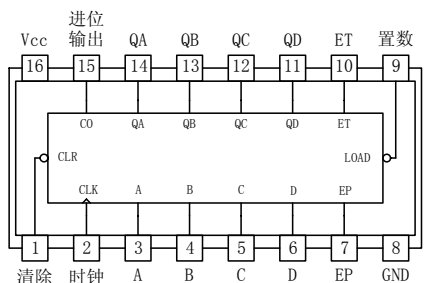 进位
Vcc 输出 QA QB QC QD ET 置数
16 15 14 13 12 11 10 9
CO QA QB QC QD ET
CLR LOAD
CLK A B C D EP
1 2 3 4 5 6 7 8
清除 时钟 A B C D EP GND